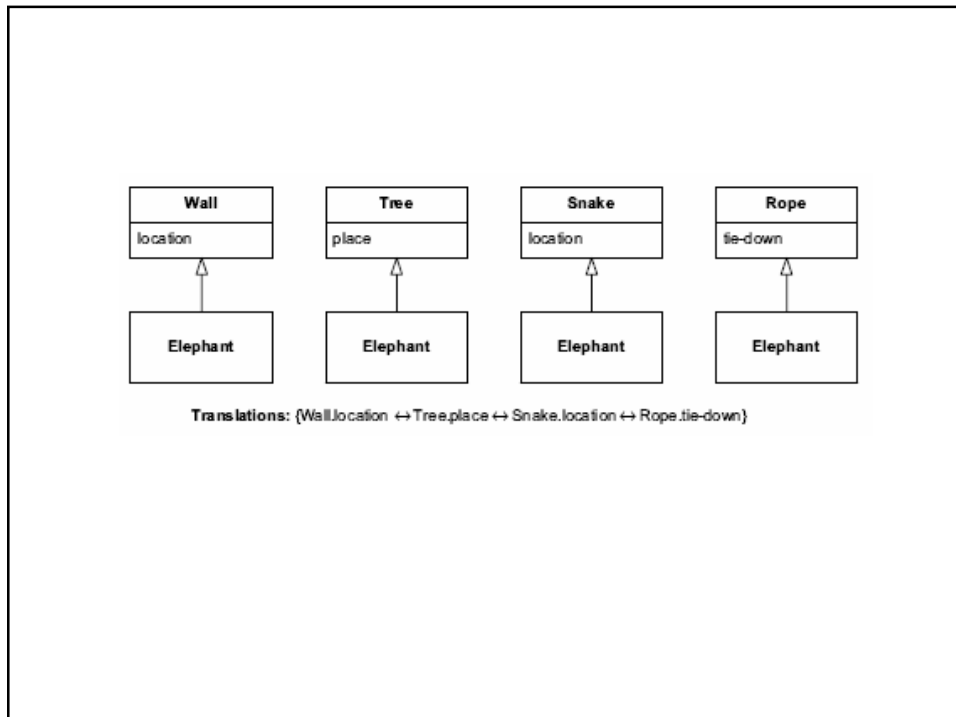 Wall Tree Snake Rope
location place location tie-down
Elephant Elephant Elephant Elephant
Translations: {Wall.location ↔ Tree.place ↔ Snake.location ↔ Rope.tie-down}